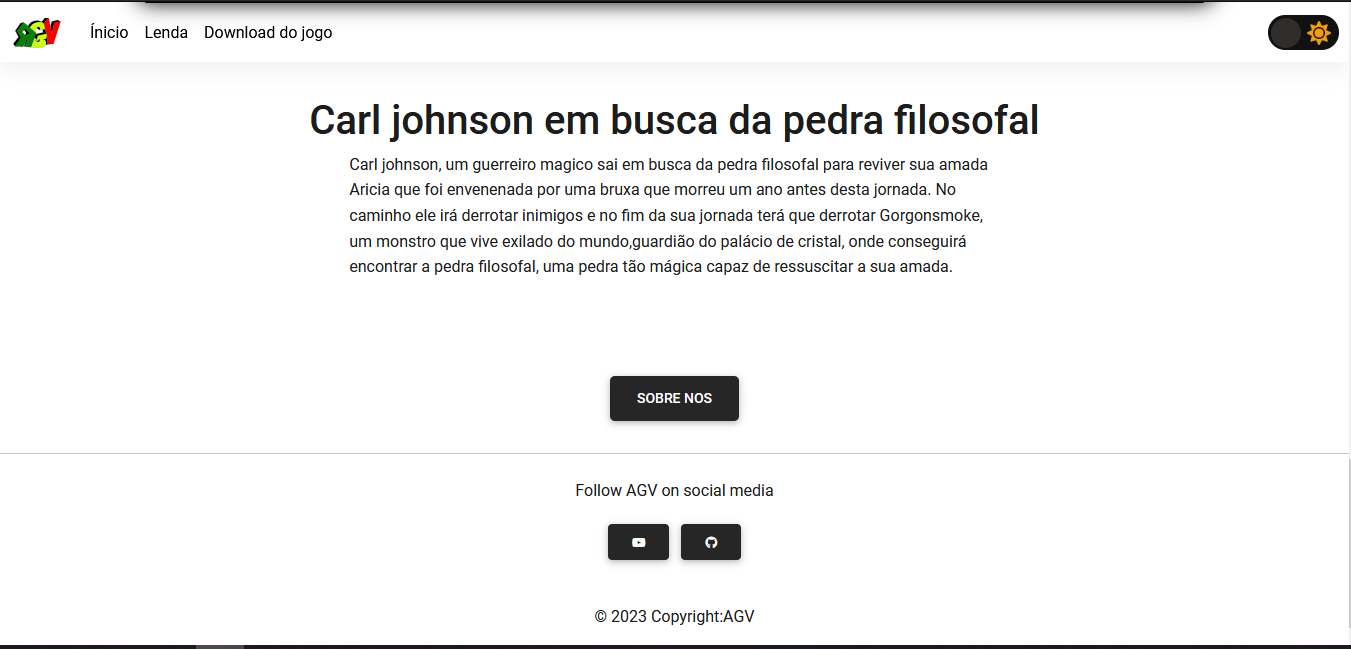 AGV
Ínicio Lenda Download do jogo
Carl johnson em busca da pedra filosofal
Carl johnson, um guerreiro magico sai em busca da pedra filosofal para reviver sua amada
Aricia que foi envenenada por uma bruxa que morreu um ano antes desta jornada. No
caminho ele irá derrotar inimigos e no fim da sua jornada terá que derrotar Gorgonsmoke,
um monstro que vive exilado do mundo,guardião do palácio de cristal, onde conseguirá
encontrar a pedra filosofal, uma pedra tão mágica capaz de ressuscitar a sua amada.
SOBRE NOS
Follow AGV on social media
© 2023 Copyright:AGV